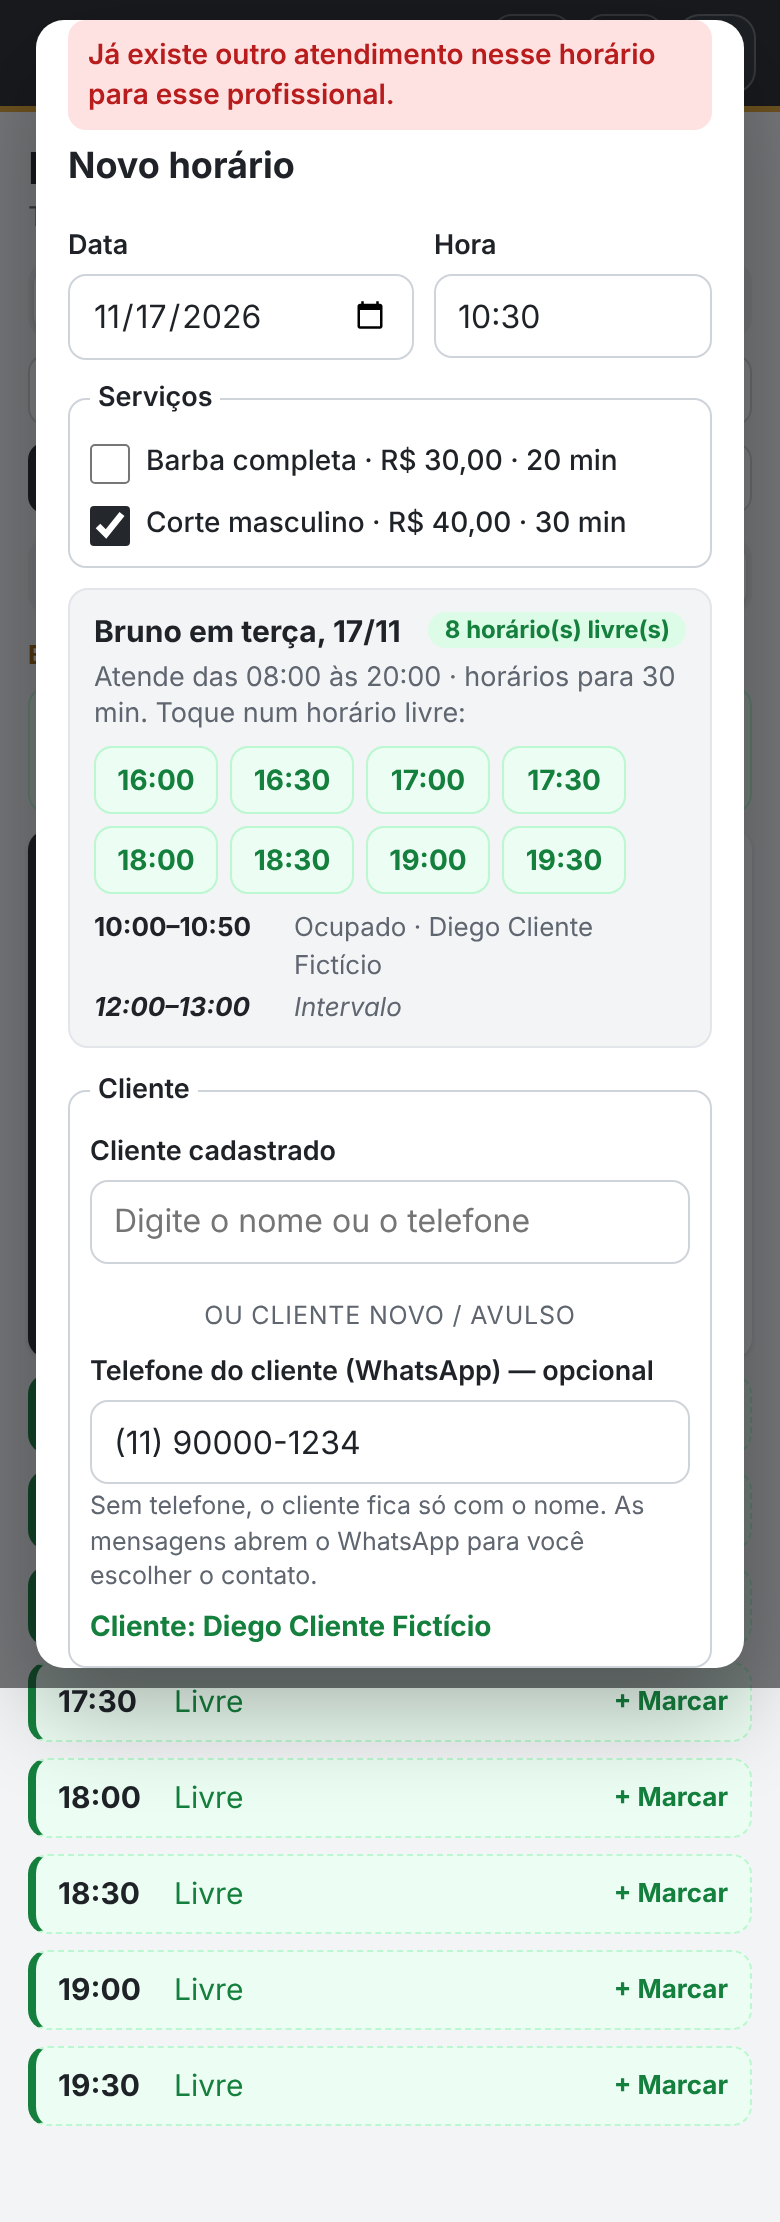 Já existe outro atendimento nesse horário
para esse profissional.
Novo horário
Data
Hora
11/17/2026
10:30
Serviços
Barba completa · R$ 30,00 · 20 min
Corte masculino · R$ 40,00 · 30 min
Bruno em terça, 17/11
8 horário(s) livre(s)
Atende das 08:00 às 20:00 · horários para 30
min. Toque num horário livre:
16:00 16:30 17:00 17:30
18:00 18:30 19:00 19:30
10:00–10:50 Ocupado · Diego Cliente
Fictício
12:00–13:00 Intervalo
Cliente
Cliente cadastrado
Digite o nome ou o telefone
OU CLIENTE NOVO / AVULSO
Telefone do cliente (WhatsApp) — opcional
(11) 90000-1234
Sem telefone, o cliente fica só com o nome. As
mensagens abrem o WhatsApp para você
escolher o contato.
Cliente: Diego Cliente Fictício
17:30 Livre + Marcar
18:00 Livre + Marcar
18:30 Livre + Marcar
19:00 Livre + Marcar
19:30 Livre + Marcar